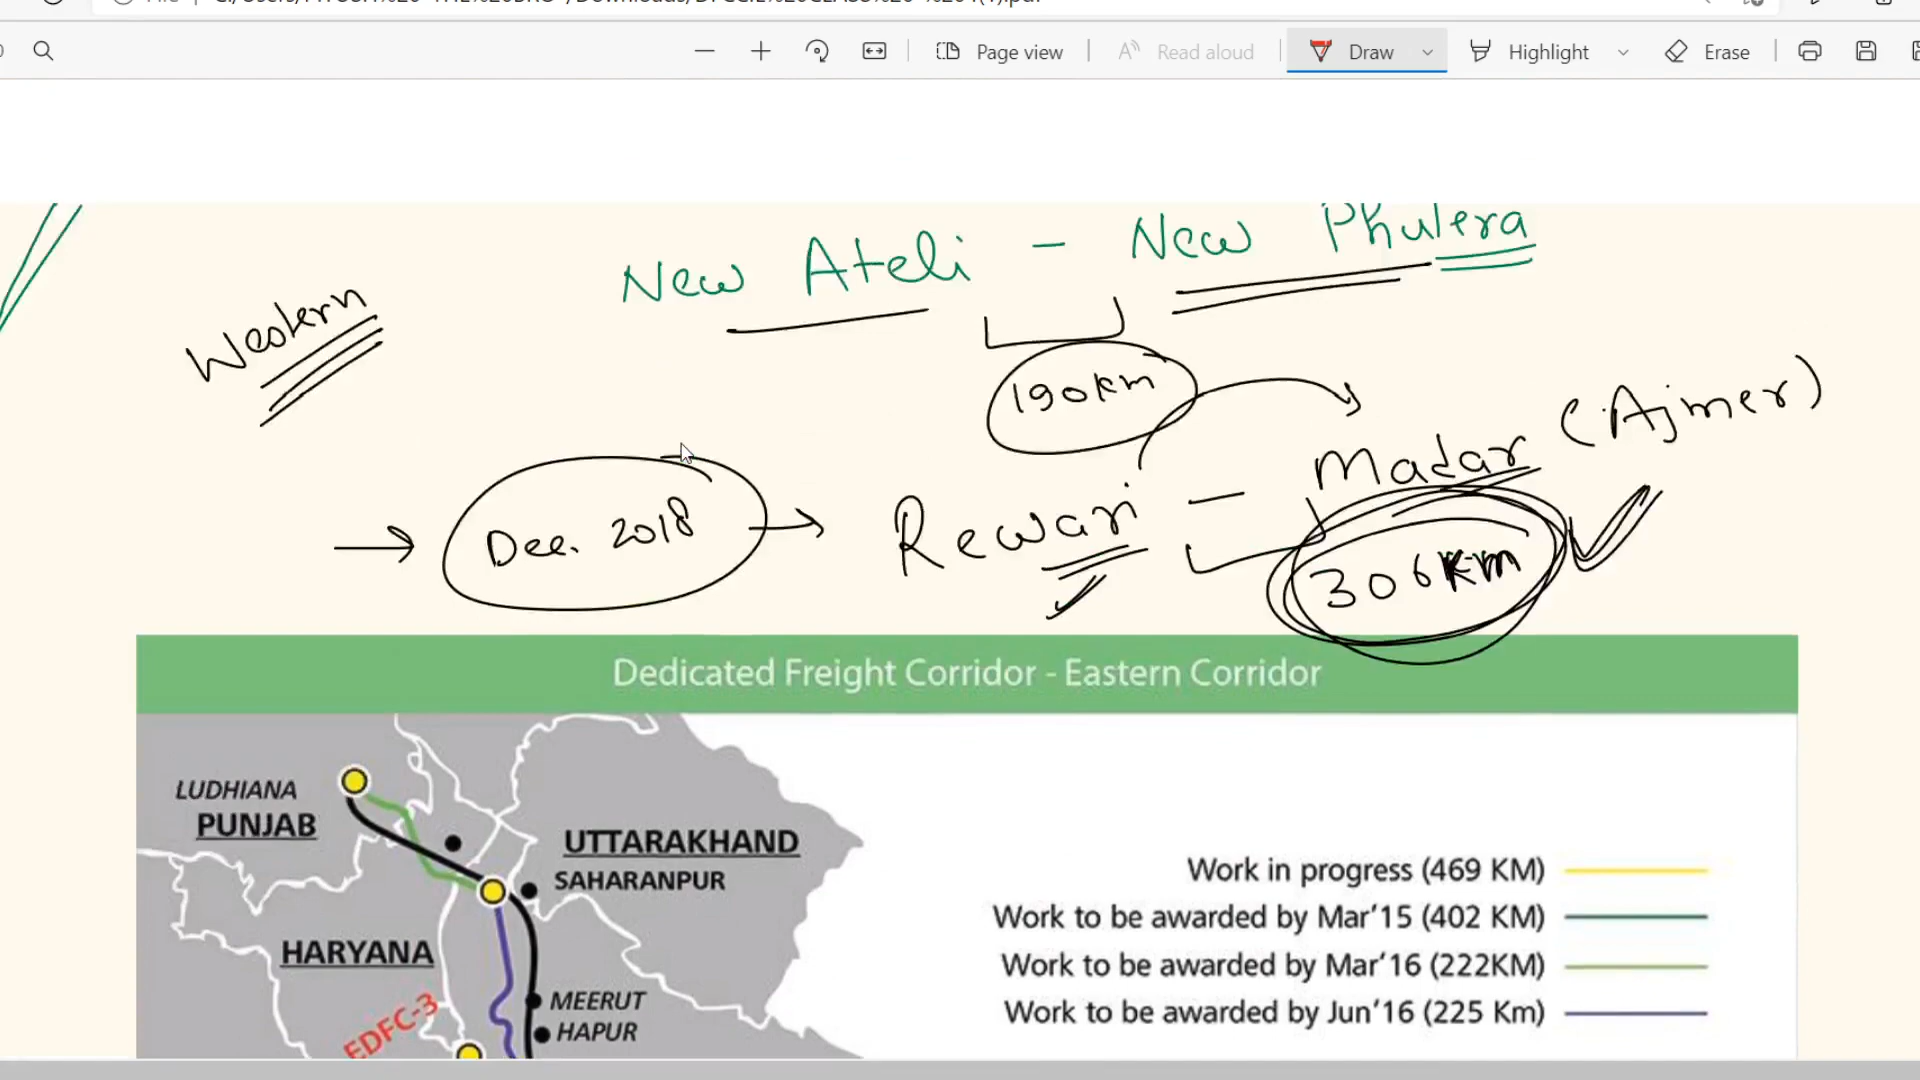 Page view
Read aloud
Draw
Highlight
Erase
New Ateli - New Phulera
Western
190km
Dec. 2018
Rewari - Madar (Ajmer)
306km
Dedicated Freight Corridor - Eastern Corridor
LUDHIANA
PUNJAB
UTTARAKHAND
SAHARANPUR
HARYANA
MEERUT
HAPUR
EDFC-3
Work in progress (469 KM)
Work to be awarded by Mar'15 (402 KM)
Work to be awarded by Mar'16 (222KM)
Work to be awarded by Jun'16 (225 Km)